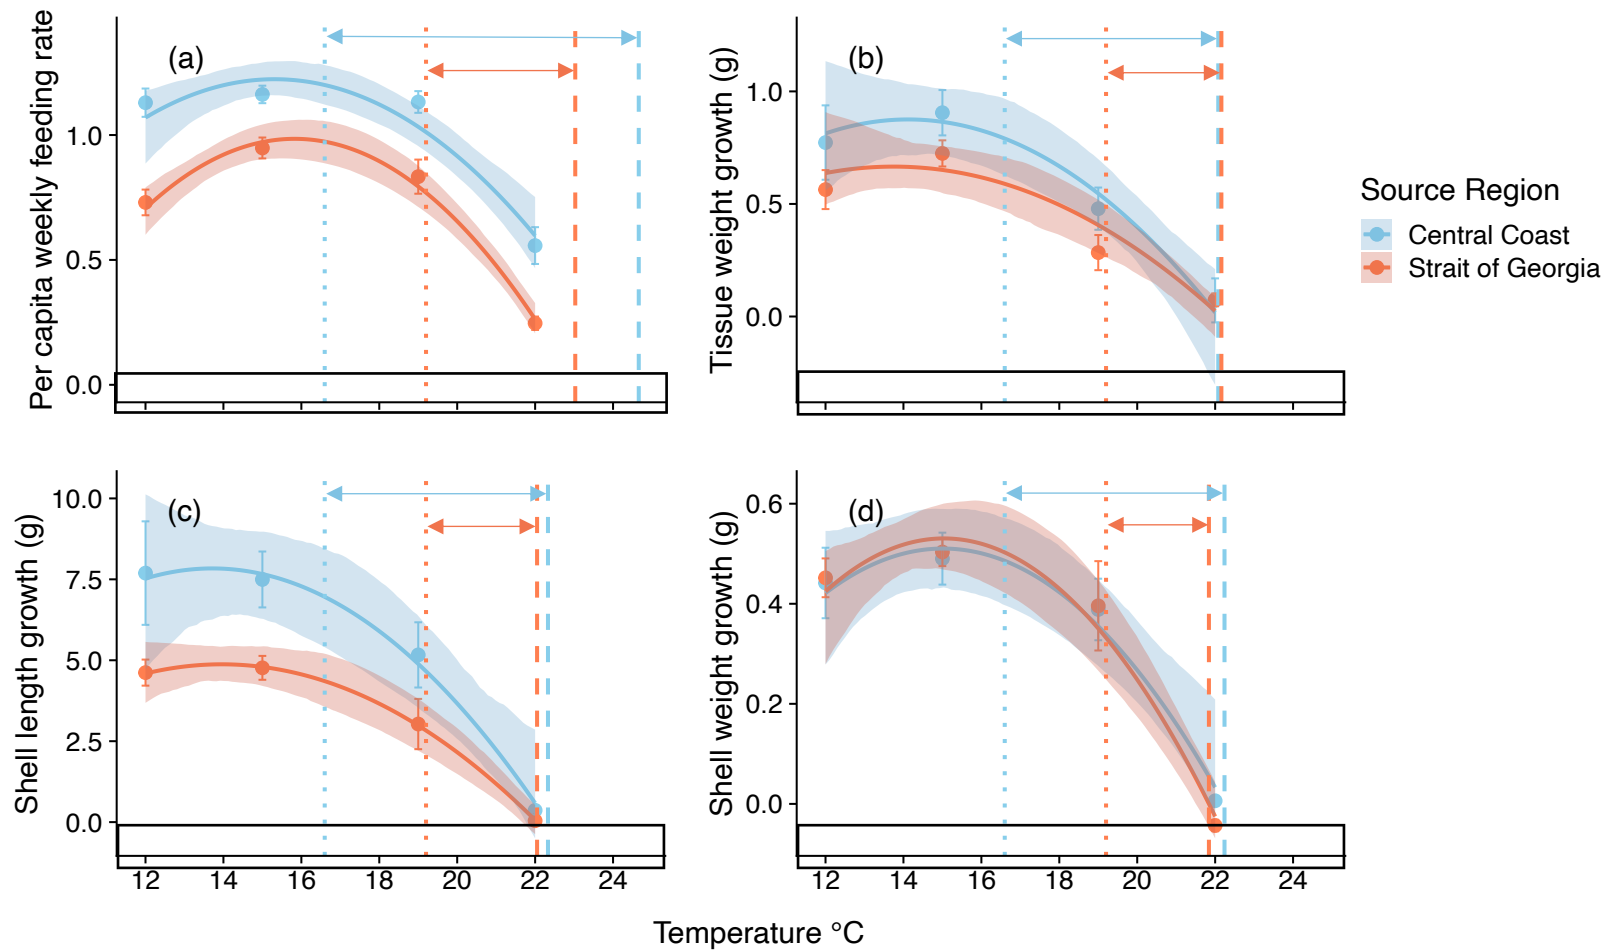 (a)
Per capita weekly feeding rate
1.0
0.5
0.0
(b)
Tissue weight growth (g)
1.0
0.5
0.0
Source Region
Central Coast
Strait of Georgia
(c)
Shell length growth (g)
10.0
7.5
5.0
2.5
0.0
12 14 16 18 20 22 24
(d)
Shell weight growth (g)
0.6
0.4
0.2
0.0
12 14 16 18 20 22 24
Temperature °C